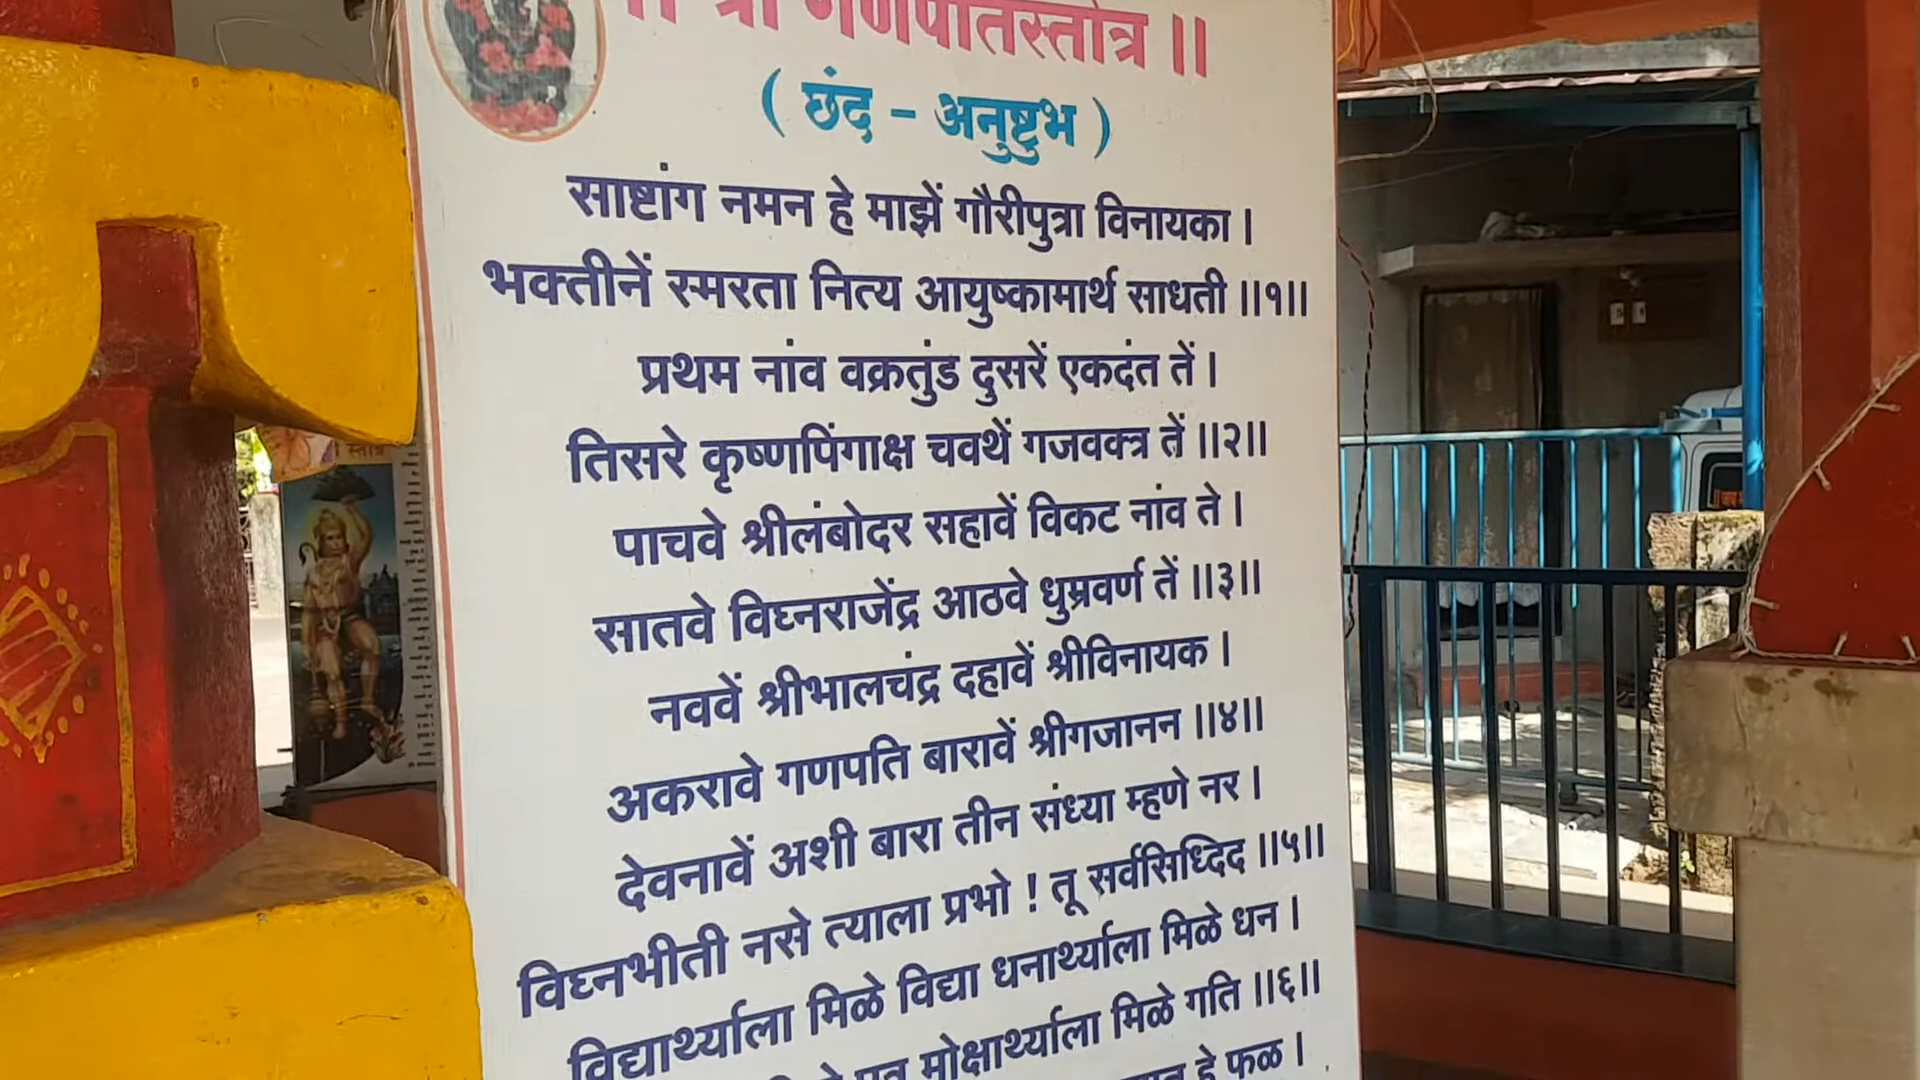 ।। श्री गणपतिस्तोत्र ।।
( छंद - अनुष्टुभ )
साष्टांग नमन हे माझें गौरीपुत्रा विनायका ।
भक्तीनें स्मरता नित्य आयुष्कामार्थ साधती ।।१।।
प्रथम नांव वक्रतुंड दुसरें एकदंत तें ।
तिसरे कृष्णपिंगाक्ष चवथें गजवक्त्र तें ।।२।।
पाचवे श्रीलंबोदर सहावें विकट नांव ते ।
सातवे विघ्नराजेंद्र आठवे धुम्रवर्ण तें ।।३।।
नववें श्रीभालचंद्र दहावें श्रीविनायक ।
अकरावे गणपति बारावें श्रीगजानन ।।४।।
देवनावें अशी बारा तीन संध्या म्हणे नर ।
विघ्नभीती नसे त्याला प्रभो ! तू सर्वसिध्दिद ।।५।।
विद्यार्थ्याला मिळे विद्या धनार्थ्याला मिळे धन ।
मोक्षार्थ्याला मिळे गति ।।६।।
हे फळ ।